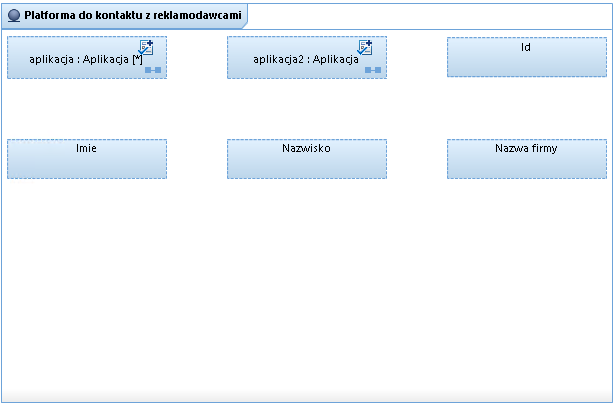 Platforma do kontaktu z reklamodawcami
aplikacja : Aplikacja [*]
aplikacja2 : Aplikacja
Id
Imie
Nazwisko
Nazwa firmy